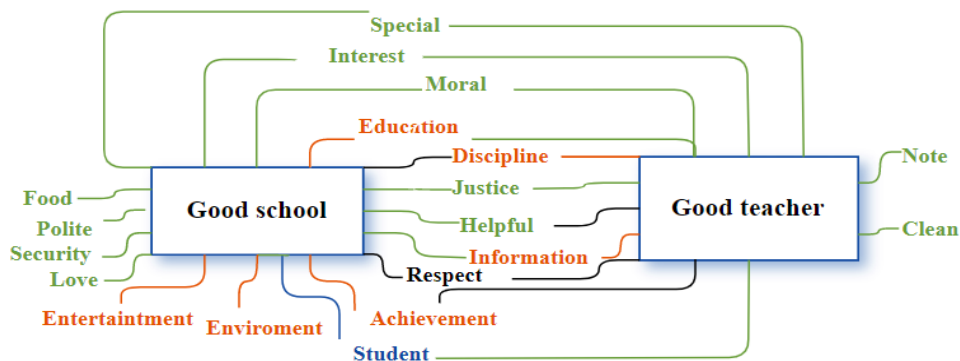 Special
Interest
Moral
Education
Discipline
Note
Justice
Food
Good school
Good teacher
Polite
Helpful
Clean
Security
Information
Love
Respect
Entertaintment
Enviroment
Achievement
Student